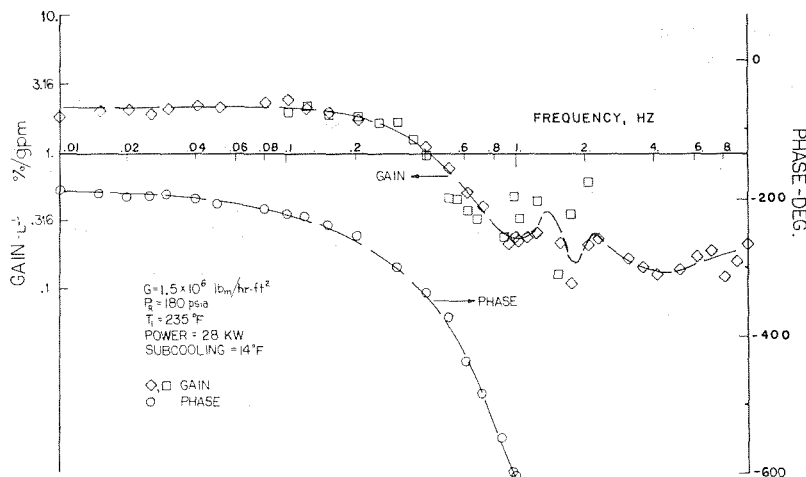 10.
0
3.16
FREQUENCY, HZ
1.
.01 .02 .04 .06 .08 .1 .2 .4 .6 .8 1. 2. 4. 6. 8.
GAIN
-200
.316
.1
GAIN %/gpm
PHASE-DEG.
PHASE
G=1.5×10⁶ lbm/hr-ft²
P_R=180 psia
T_i=235 °F
POWER = 28 KW
SUBCOOLING = 14°F
-400
◇,□ GAIN
○ PHASE
-600